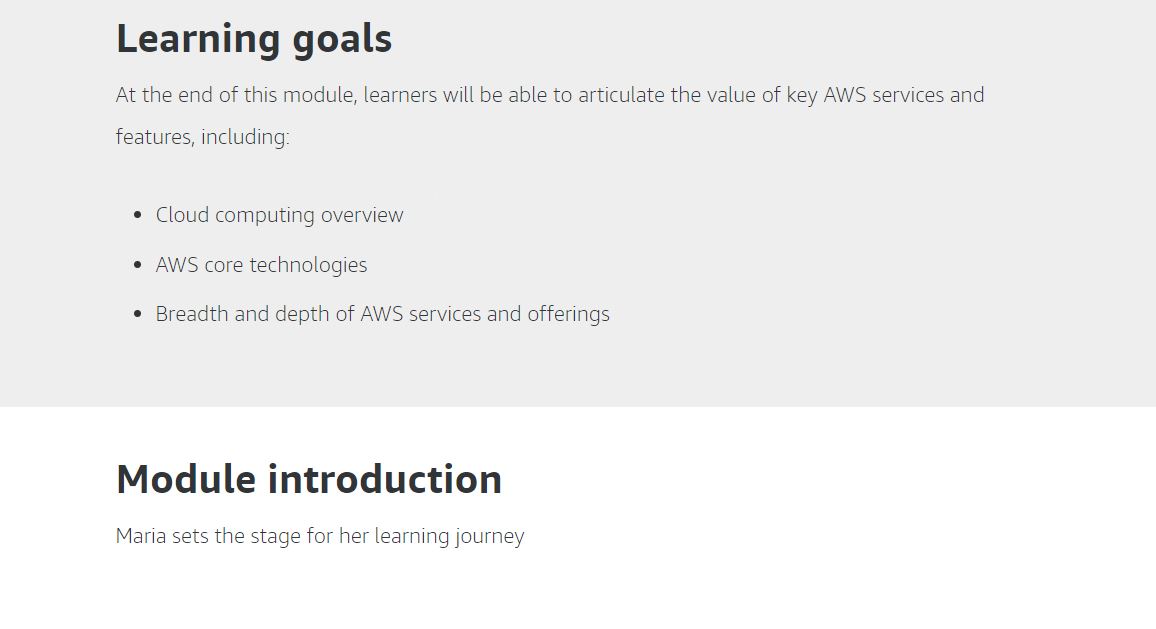 Learning goals
At the end of this module, learners will be able to articulate the value of key AWS services and
features, including:
• Cloud computing overview
• AWS core technologies
• Breadth and depth of AWS services and offerings
Module introduction
Maria sets the stage for her learning journey